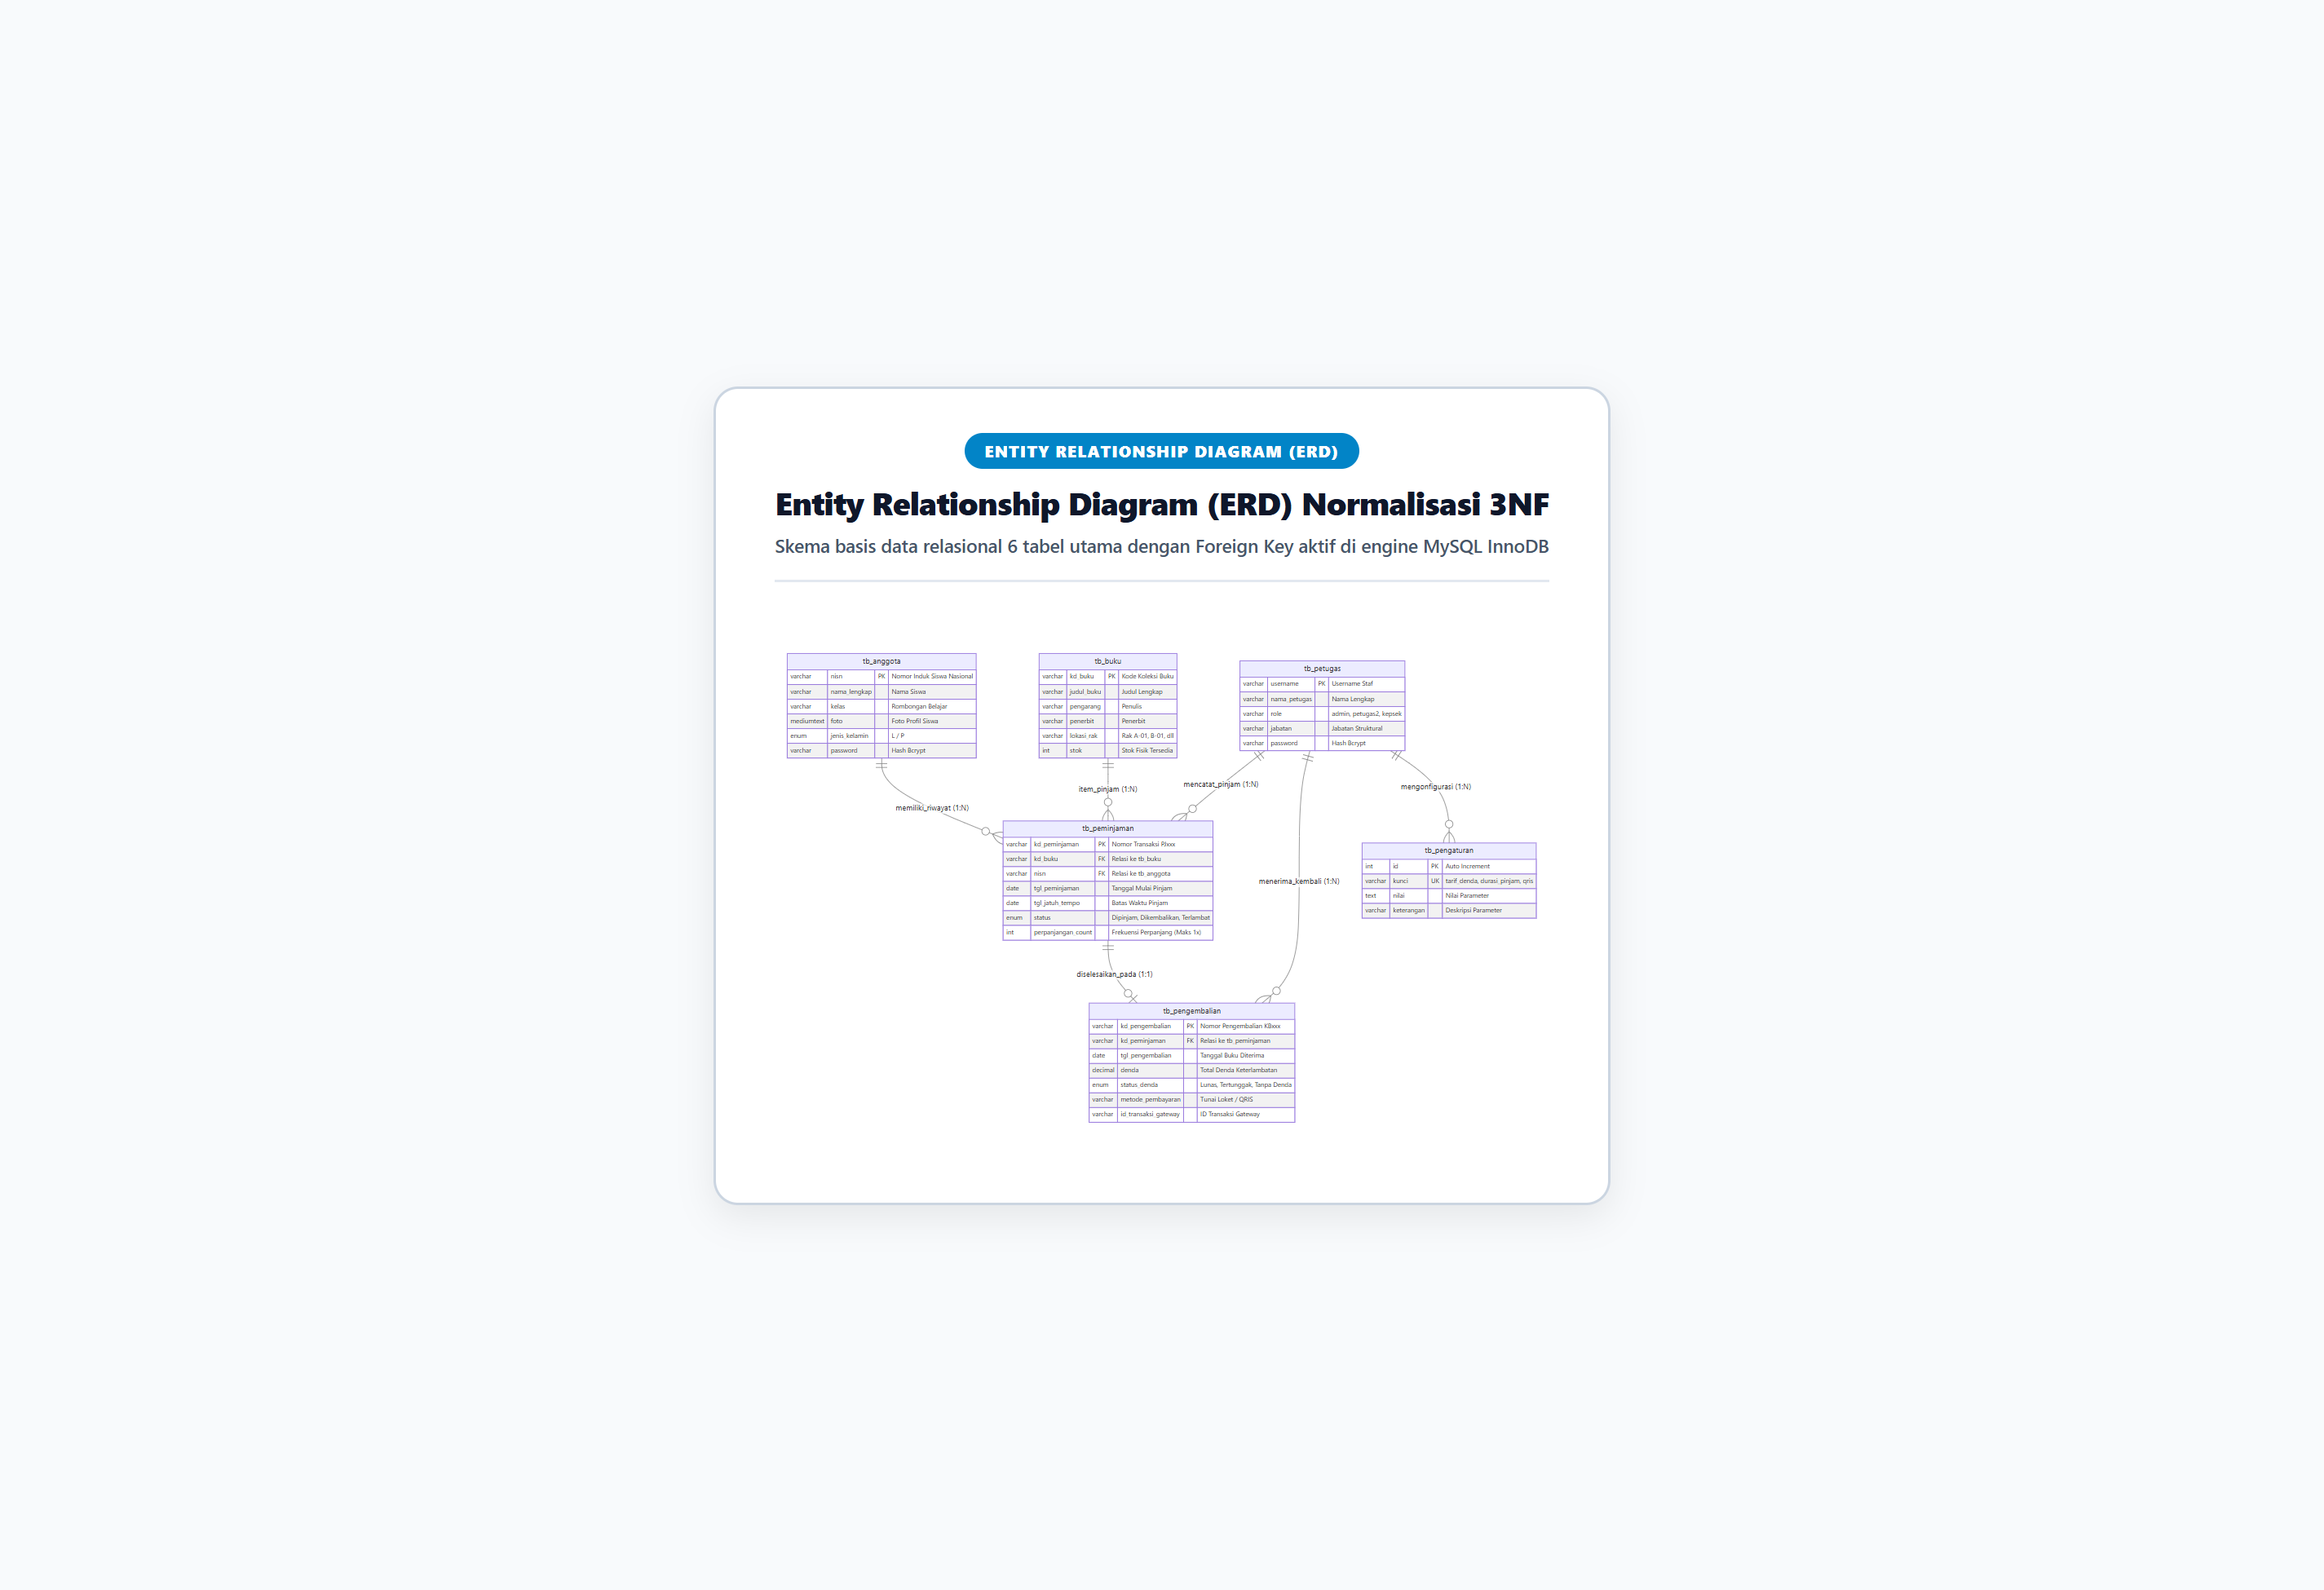 ENTITY RELATIONSHIP DIAGRAM (ERD)
Entity Relationship Diagram (ERD) Normalisasi 3NF
Skema basis data relasional 6 tabel utama dengan Foreign Key aktif di engine MySQL InnoDB
tb_anggota
varchar nisn PK Nomor Induk Siswa Nasional
varchar nama_lengkap Nama Siswa
varchar kelas Rombongan Belajar
mediumtext foto Foto Profil Siswa
enum jenis_kelamin L / P
varchar password Hash Bcrypt
tb_buku
varchar kd_buku PK Kode Koleksi Buku
varchar judul_buku Judul Lengkap
varchar pengarang Penulis
varchar penerbit Penerbit
varchar lokasi_rak Rak A-01, B-01, dll
int stok Stok Fisik Tersedia
tb_petugas
varchar username PK Username Staf
varchar nama_petugas Nama Lengkap
varchar role admin, petugas2, kepsek
varchar jabatan Jabatan Struktural
varchar password Hash Bcrypt
memiliki_riwayat (1:N)
item_pinjam (1:N)
mencatat_pinjam (1:N)
mengonfigurasi (1:N)
tb_peminjaman
varchar kd_peminjaman PK Nomor Transaksi PJxxx
varchar kd_buku FK Relasi ke tb_buku
varchar nisn FK Relasi ke tb_anggota
date tgl_peminjaman Tanggal Mulai Pinjam
date tgl_jatuh_tempo Batas Waktu Pinjam
enum status Dipinjam, Dikembalikan, Terlambat
int perpanjangan_count Frekuensi Perpanjang (Maks 1x)
menerima_kembali (1:N)
tb_pengaturan
int id PK Auto Increment
varchar kunci UK tarif_denda, durasi_pinjam, qris
text nilai Nilai Parameter
varchar keterangan Deskripsi Parameter
diselesaikan_pada (1:1)
tb_pengembalian
varchar kd_pengembalian PK Nomor Pengembalian KBxxx
varchar kd_peminjaman FK Relasi ke tb_peminjaman
date tgl_pengembalian Tanggal Buku Diterima
decimal denda Total Denda Keterlambatan
enum status_denda Lunas, Tertunggak, Tanpa Denda
varchar metode_pembayaran Tunai Loket / QRIS
varchar id_transaksi_gateway ID Transaksi Gateway